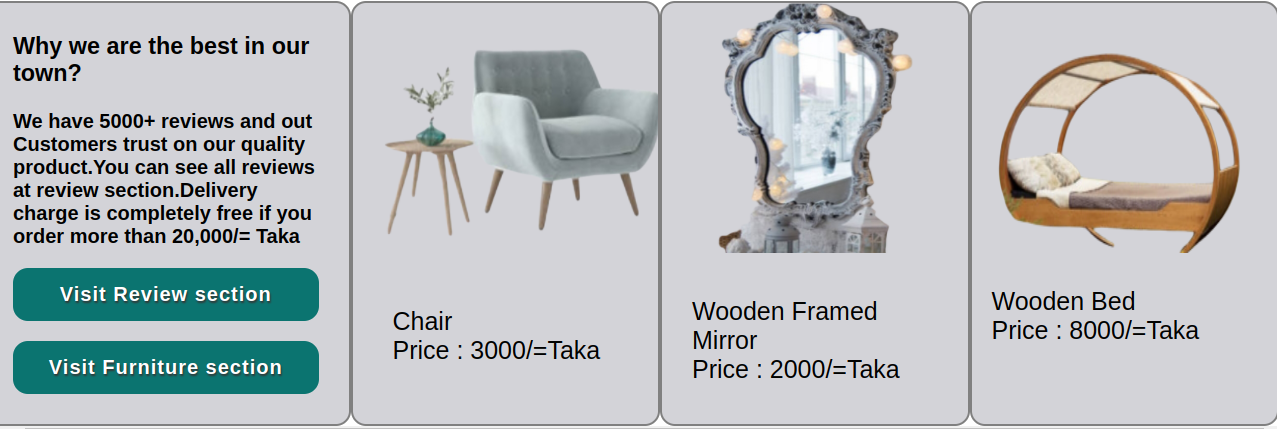 Why we are the best in our
town?
We have 5000+ reviews and out
Customers trust on our quality
product.You can see all reviews
at review section.Delivery
charge is completely free if you
order more than 20,000/= Taka
Visit Review section
Visit Furniture section
Chair
Price : 3000/=Taka
Wooden Framed
Mirror
Price : 2000/=Taka
Wooden Bed
Price : 8000/=Taka